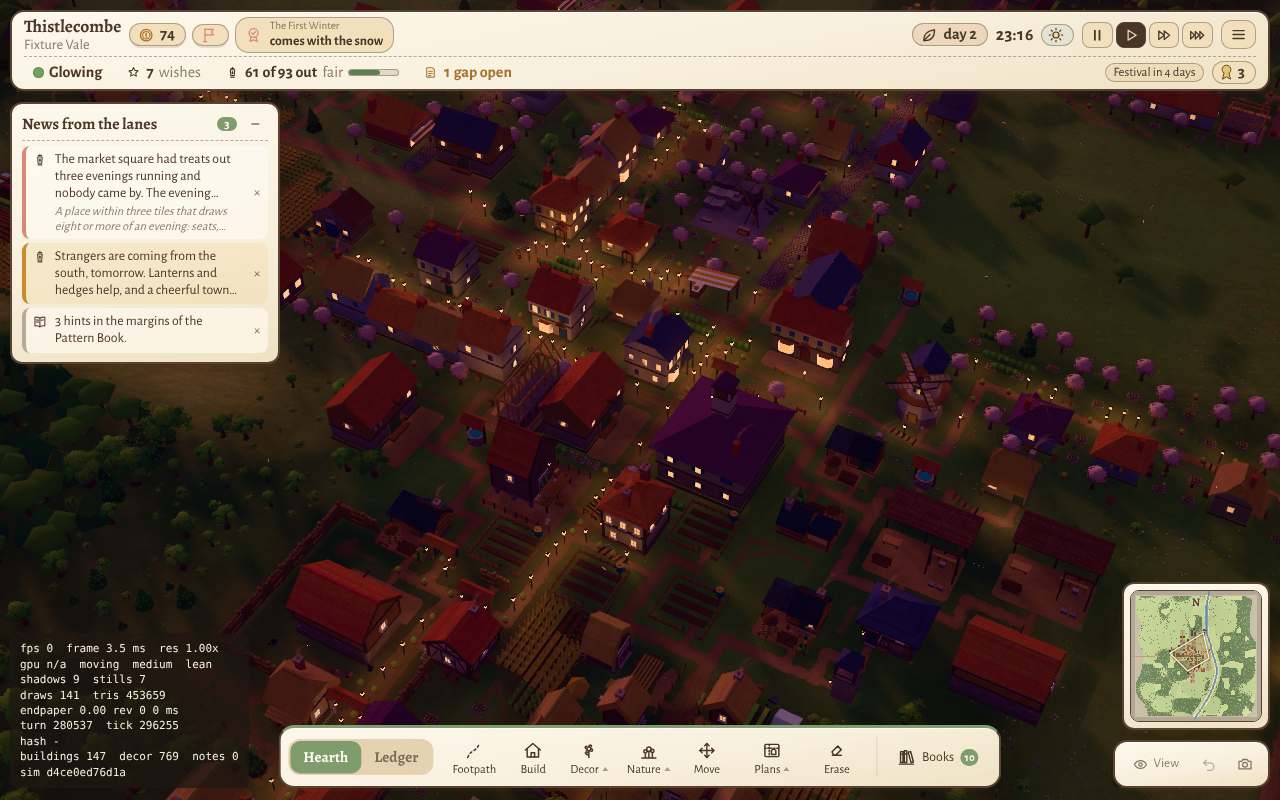 Thistlecombe
Fixture Vale
74
The First Winter
comes with the snow
day 2
23:16
Glowing
7 wishes
61 of 93 out fair
1 gap open
Festival in 4 days
3
News from the lanes
3
The market square had treats out
three evenings running and
nobody came by. The evening…
A place within three tiles that draws
eight or more of an evening: seats,…
Strangers are coming from the
south, tomorrow. Lanterns and
hedges help, and a cheerful town…
3 hints in the margins of the
Pattern Book.
N
fps 0 frame 3.5 ms res 1.00x
gpu n/a moving medium lean
shadows 9 stills 7
draws 141 tris 453659
endpaper 0.00 rev 0 0 ms
turn 280537 tick 296255
hash -
buildings 147 decor 769 notes 0
sim d4ce0ed76d1a
Hearth
Ledger
Footpath
Build
Decor
Nature
Move
Plans
Erase
Books 10
View